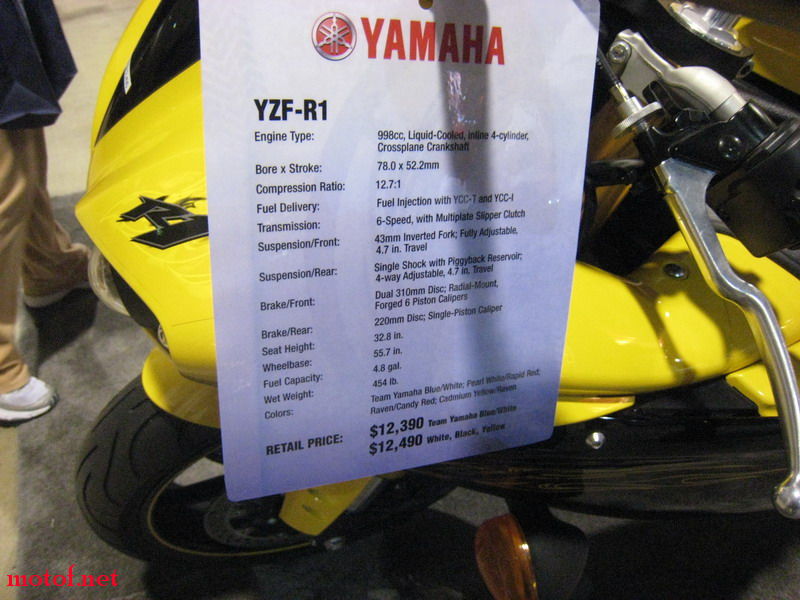 YAMAHA
YZF-R1
Engine Type: 998cc, Liquid-Cooled, Inline 4-cylinder,
Crossplane Crankshaft
Bore x Stroke: 78.0 x 52.2mm
Compression Ratio: 12.7:1
Fuel Delivery: Fuel Injection with YCC-T and YCC-I
Transmission: 6-Speed, with Multiplate Slipper Clutch
Suspension/Front: 43mm Inverted Fork; Fully Adjustable,
4.7 in. Travel
Suspension/Rear: Single Shock with Piggyback Reservoir;
4-way Adjustable, 4.7 in. Travel
Brake/Front: Dual 310mm Disc; Radial-Mount,
Forged 6 Piston Calipers
Brake/Rear: 220mm Disc; Single-Piston Caliper
Seat Height: 32.8 in.
Wheelbase: 55.7 in.
Fuel Capacity: 4.8 gal.
Wet Weight: 454 lb.
Colors: Team Yamaha Blue/White; Pearl White/Rapid Red;
Raven/Candy Red; Cadmium Yellow/Raven
RETAIL PRICE: $12,390 Team Yamaha Blue/White
$12,490 White, Black, Yellow
R1
motof.net